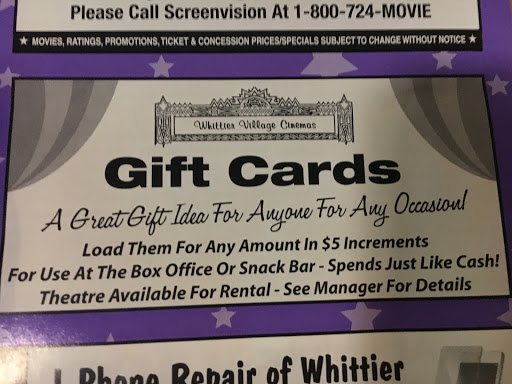 Please Call Screenvision At 1-800-724-MOVIE
★ MOVIES, RATINGS, PROMOTIONS, TICKET & CONCESSION PRICES/SPECIALS SUBJECT TO CHANGE WITHOUT NOTICE ★
Whittier Village Cinemas
Gift Cards
A Great Gift Idea For Anyone For Any Occasion!
Load Them For Any Amount In $5 Increments
For Use At The Box Office Or Snack Bar - Spends Just Like Cash!
Theatre Available For Rental - See Manager For Details
Phone Repair of Whittier